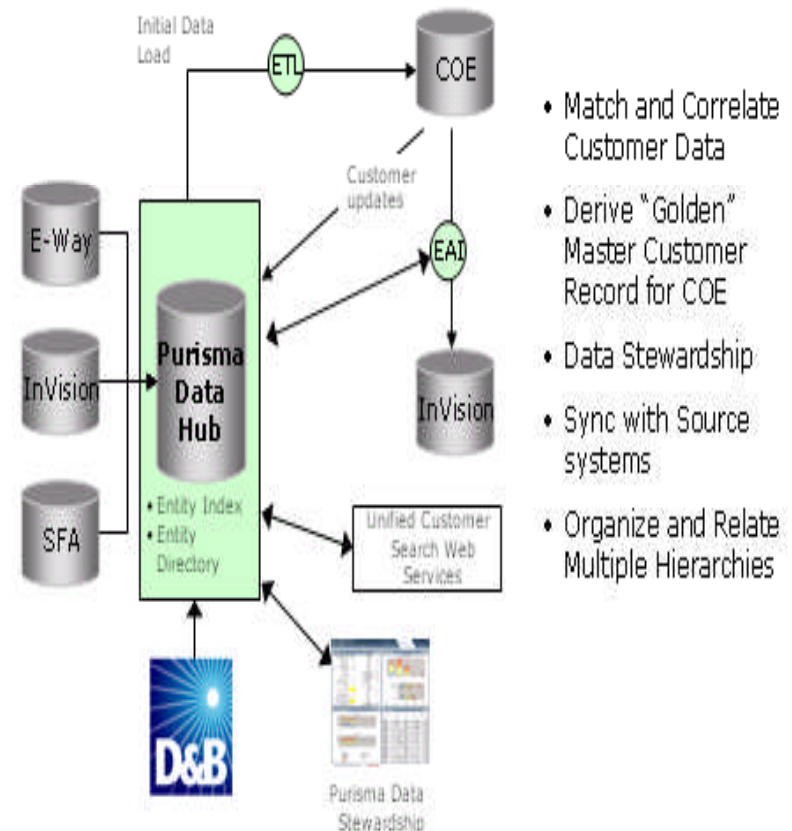 Initial Data
Load
ETL
COE
Customer
updates
E-Way
EAI
InVision
Purisma
Data
Hub
InVision
SFA
• Entity Index
• Entity
Directory
Unified Customer
Search Web
Services
D&B
Purisma Data
Stewardship
• Match and Correlate
Customer Data
• Derive “Golden”
Master Customer
Record for COE
• Data Stewardship
• Sync with Source
systems
• Organize and Relate
Multiple Hierarchies